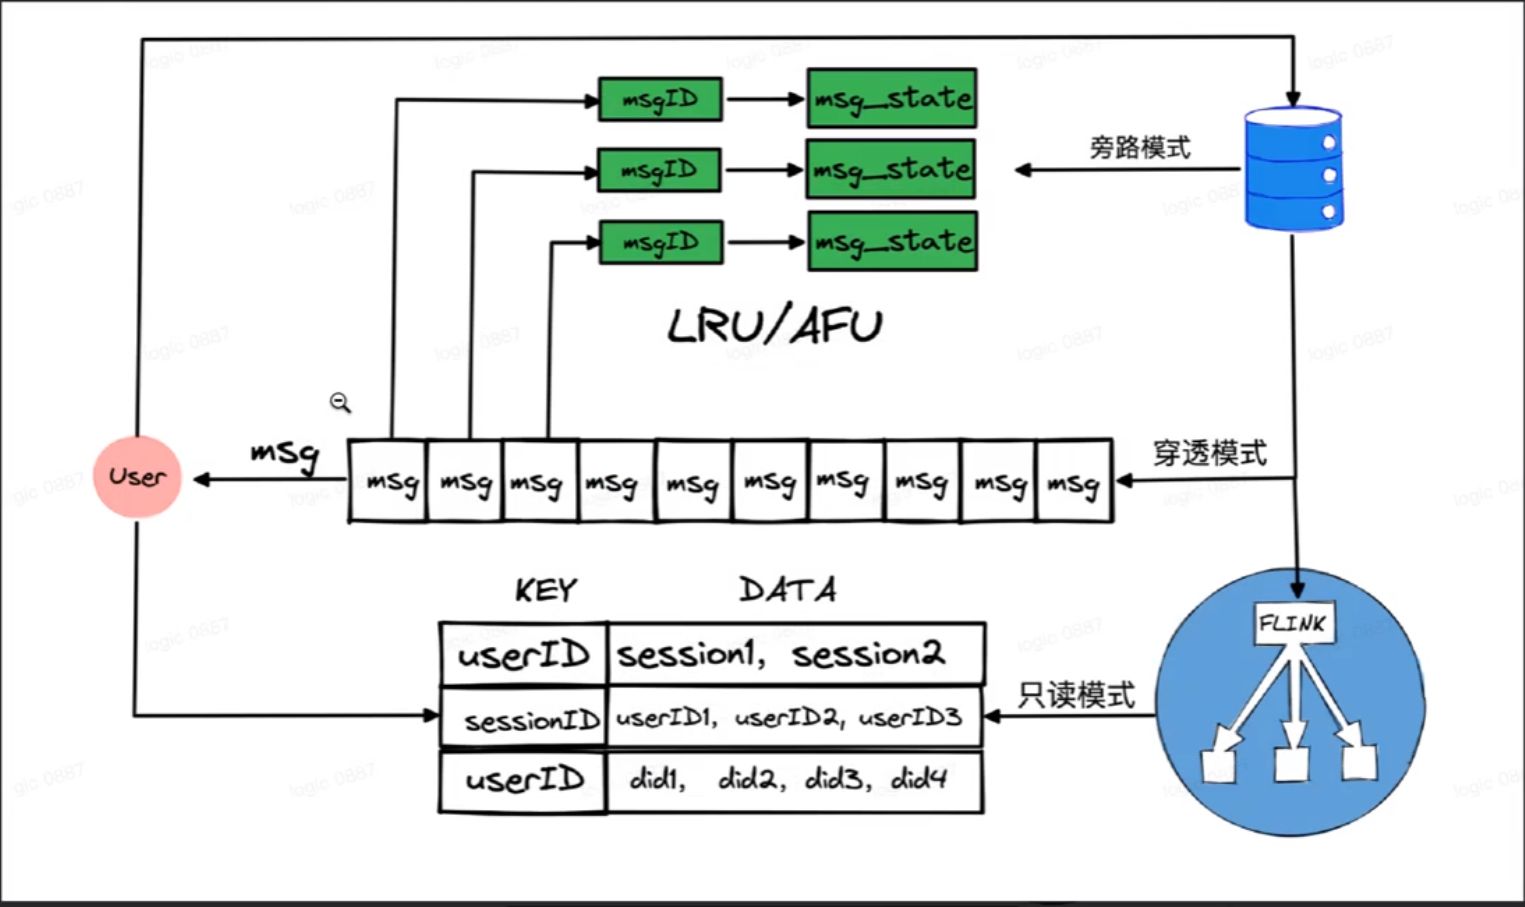 msgID → msg_state
旁路模式
msgID → msg_state
msgID → msg_state
LRU/AFU
User
msg
msg msg msg msg msg msg msg msg msg msg
穿透模式
KEY DATA
userID session1, session2
sessionID userID1, userID2, userID3
userID did1, did2, did3, did4
只读模式
FLINK
logic 0887